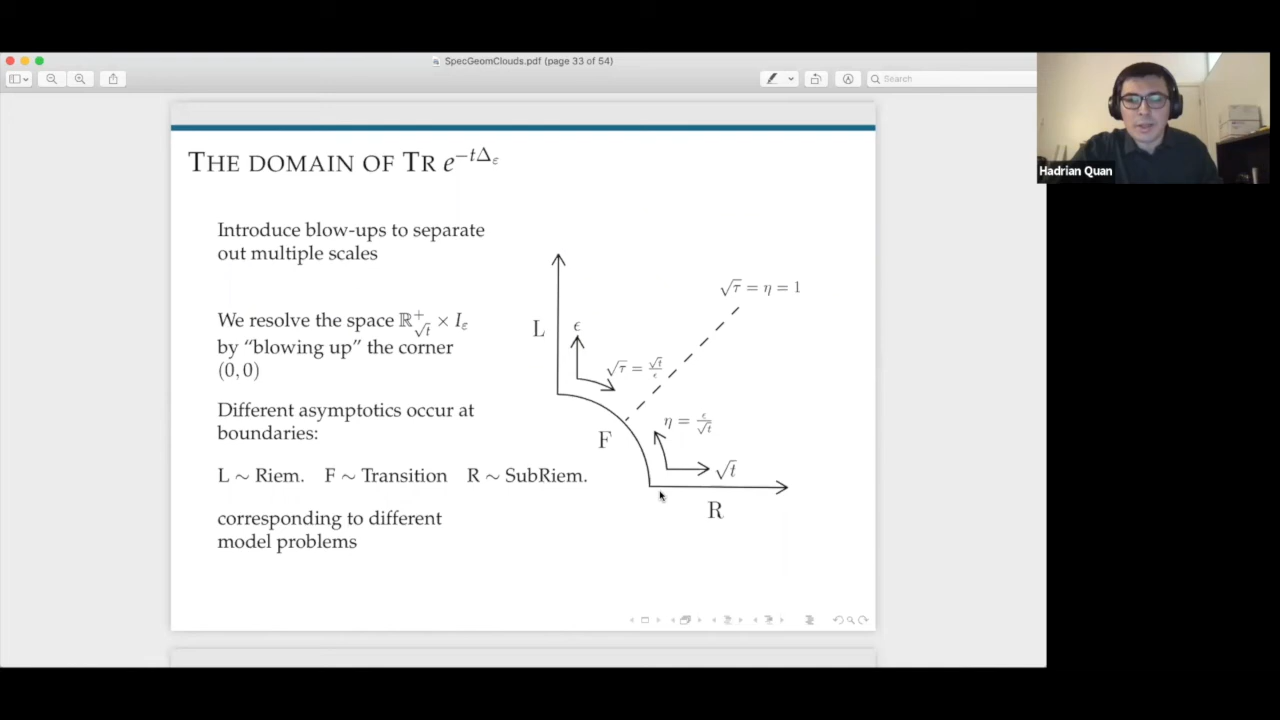 SpecGeomClouds.pdf (page 33 of 54)
Search
Hadrian Quan
THE DOMAIN OF TR e^{-tΔ_ε}
Introduce blow-ups to separate
out multiple scales
We resolve the space ℝ^+_{√t} × I_ε
by “blowing up” the corner
(0, 0)
Different asymptotics occur at
boundaries:
L ∼ Riem. F ∼ Transition R ∼ SubRiem.
corresponding to different
model problems
√τ = η = 1
L
ϵ
√τ = √t/ϵ
η = ϵ/√t
F
√t
R